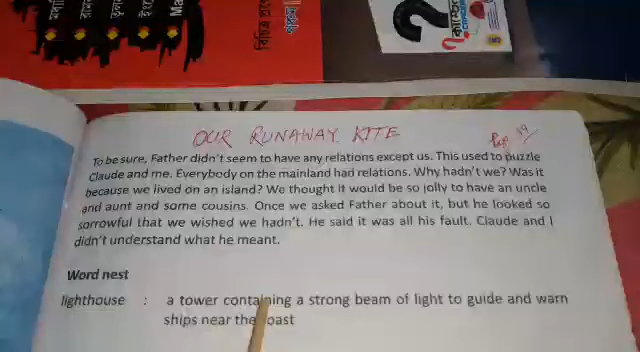 বিচিত্র
Ma
OUR RUNAWAY KITE
To be sure, Father didn't seem to have any relations except us. This used to puzzle
Claude and me. Everybody on the mainland had relations. Why hadn't we? Was it
because we lived on an island? We thought it would be so jolly to have an uncle
and aunt and some cousins. Once we asked Father about it, but he looked so
sorrowful that we wished we hadn't. He said it was all his fault. Claude and I
didn't understand what he meant.
Word nest
lighthouse : a tower containing a strong beam of light to guide and warn
ships near the coast